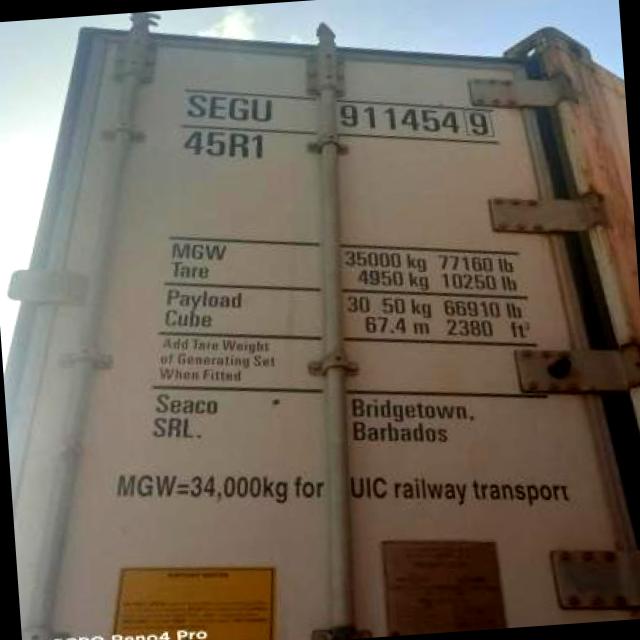 SEGU 911454 9
45R1
MGW 35000 kg 77160 lb
Tare 4950 kg 10250 lb
Payload 30 50 kg 66910 lb
Cube 67.4 m 2380 ft³
Add Tare Weight
of Generating Set
When Fitted
Seaco Bridgetown,
SRL. Barbados
MGW=34,000kg for UIC railway transport
Reno4 Pro